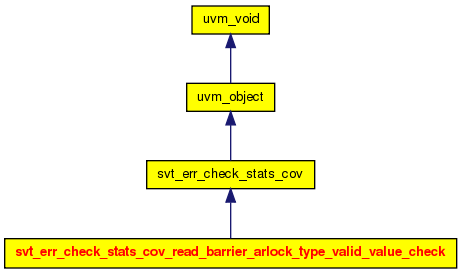 uvm_void
uvm_object
svt_err_check_stats_cov
svt_err_check_stats_cov_read_barrier_arlock_type_valid_value_check